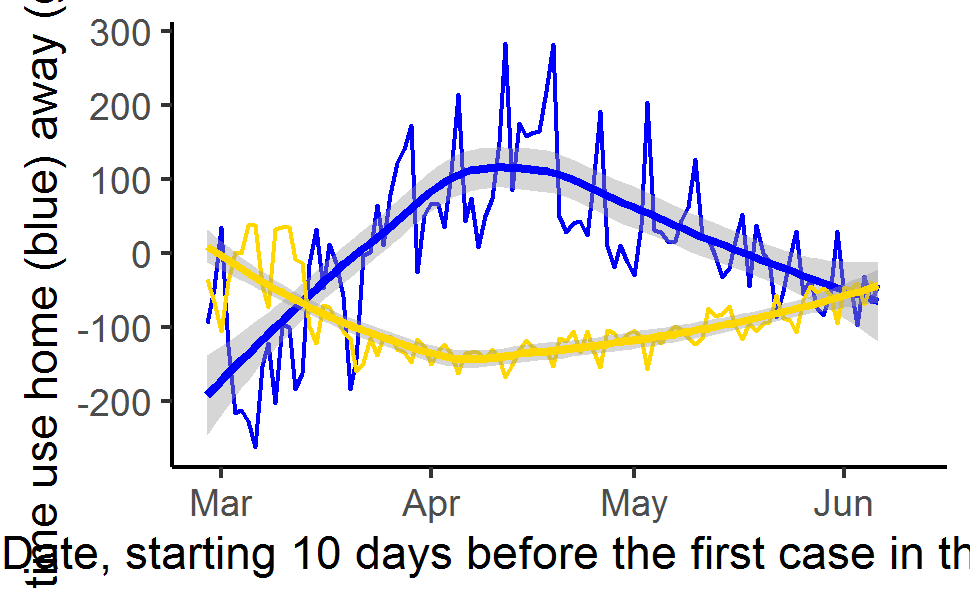 time use home (blue) away (
300
200
100
0
-100
-200
Mar Apr May Jun
Date, starting 10 days before the first case in th